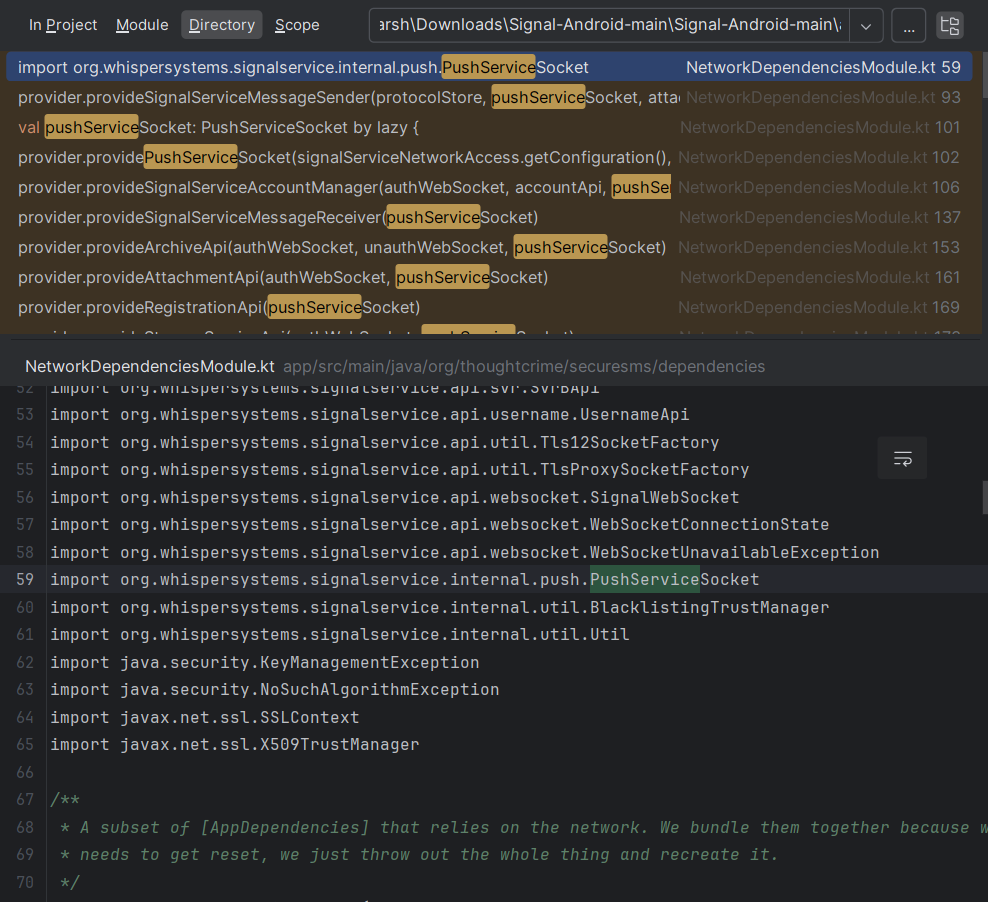 In Project Module Directory Scope arsh\Downloads\Signal-Android-main\Signal-Android-main\ ...
import org.whispersystems.signalservice.internal.push.PushServiceSocket NetworkDependenciesModule.kt 59
provider.provideSignalServiceMessageSender(protocolStore, pushServiceSocket, attac NetworkDependenciesModule.kt 93
val pushServiceSocket: PushServiceSocket by lazy { NetworkDependenciesModule.kt 101
provider.providePushServiceSocket(signalServiceNetworkAccess.getConfiguration(), NetworkDependenciesModule.kt 102
provider.provideSignalServiceAccountManager(authWebSocket, accountApi, pushSer NetworkDependenciesModule.kt 106
provider.provideSignalServiceMessageReceiver(pushServiceSocket) NetworkDependenciesModule.kt 137
provider.provideArchiveApi(authWebSocket, unauthWebSocket, pushServiceSocket) NetworkDependenciesModule.kt 153
provider.provideAttachmentApi(authWebSocket, pushServiceSocket) NetworkDependenciesModule.kt 161
provider.provideRegistrationApi(pushServiceSocket) NetworkDependenciesModule.kt 169
NetworkDependenciesModule.kt app/src/main/java/org/thoughtcrime/securesms/dependencies
52 import org.whispersystems.signalservice.api.svr.SvrBApi
53 import org.whispersystems.signalservice.api.username.UsernameApi
54 import org.whispersystems.signalservice.api.util.Tls12SocketFactory
55 import org.whispersystems.signalservice.api.util.TlsProxySocketFactory
56 import org.whispersystems.signalservice.api.websocket.SignalWebSocket
57 import org.whispersystems.signalservice.api.websocket.WebSocketConnectionState
58 import org.whispersystems.signalservice.api.websocket.WebSocketUnavailableException
59 import org.whispersystems.signalservice.internal.push.PushServiceSocket
60 import org.whispersystems.signalservice.internal.util.BlacklistingTrustManager
61 import org.whispersystems.signalservice.internal.util.Util
62 import java.security.KeyManagementException
63 import java.security.NoSuchAlgorithmException
64 import javax.net.ssl.SSLContext
65 import javax.net.ssl.X509TrustManager
66
67 /**
68 * A subset of [AppDependencies] that relies on the network. We bundle them together because w
69 * needs to get reset, we just throw out the whole thing and recreate it.
70 */